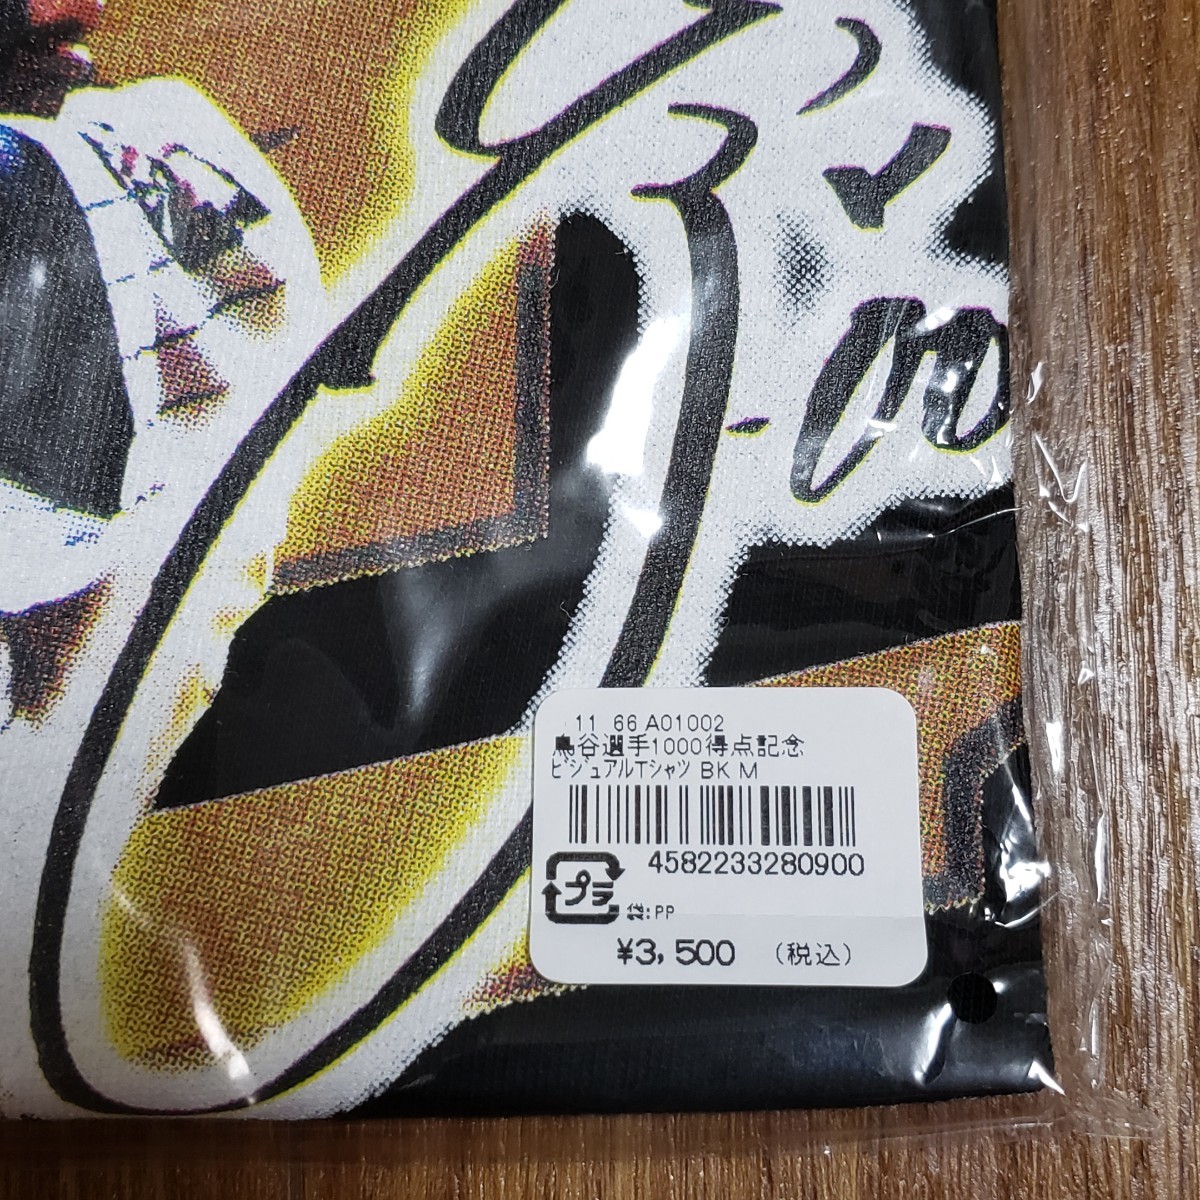 11 66 A01002
鳥谷選手1000得点記念
ﾋﾞｼﾞｭｱﾙTｼｬﾂ BK M
4582233280900
プラ
袋:PP
¥3,500 (税込)